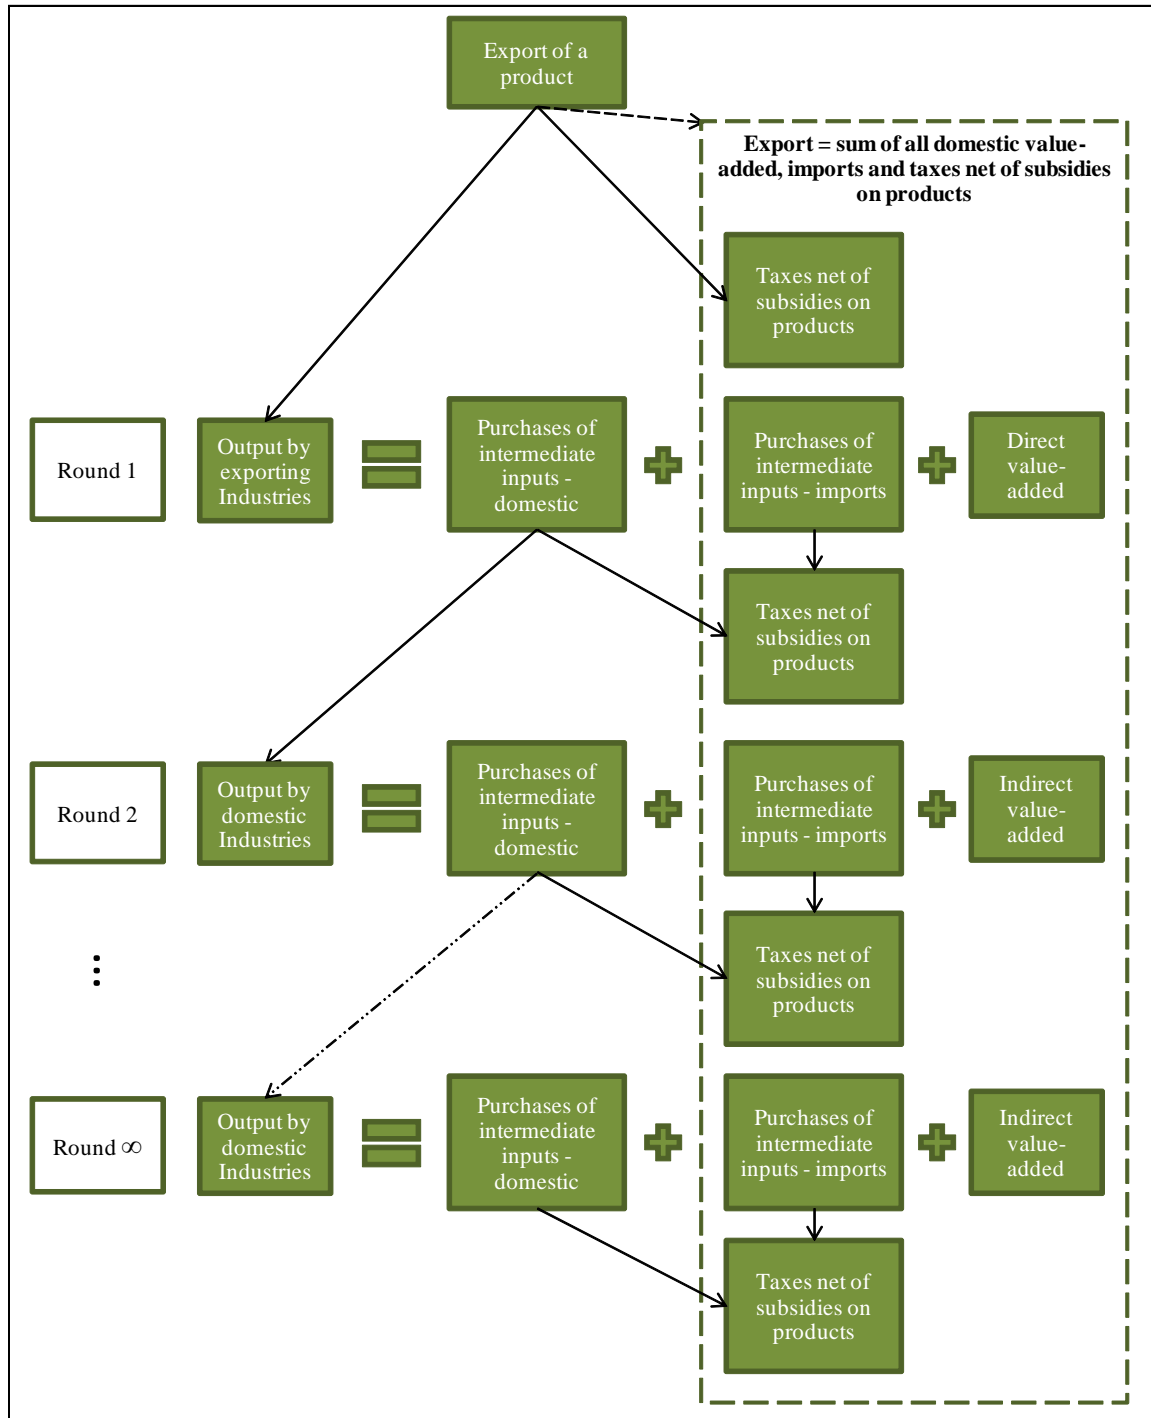 Export of a
product
Export = sum of all domestic value-
added, imports and taxes net of subsidies
on products
Taxes net of
subsidies on
products
Round 1
Output by
exporting
Industries
Purchases of
intermediate
inputs -
domestic
Purchases of
intermediate
inputs - imports
Direct
value-
added
Taxes net of
subsidies on
products
Round 2
Output by
domestic
Industries
Purchases of
intermediate
inputs -
domestic
Purchases of
intermediate
inputs - imports
Indirect
value-
added
Taxes net of
subsidies on
products
Round ∞
Output by
domestic
Industries
Purchases of
intermediate
inputs -
domestic
Purchases of
intermediate
inputs - imports
Indirect
value-
added
Taxes net of
subsidies on
products